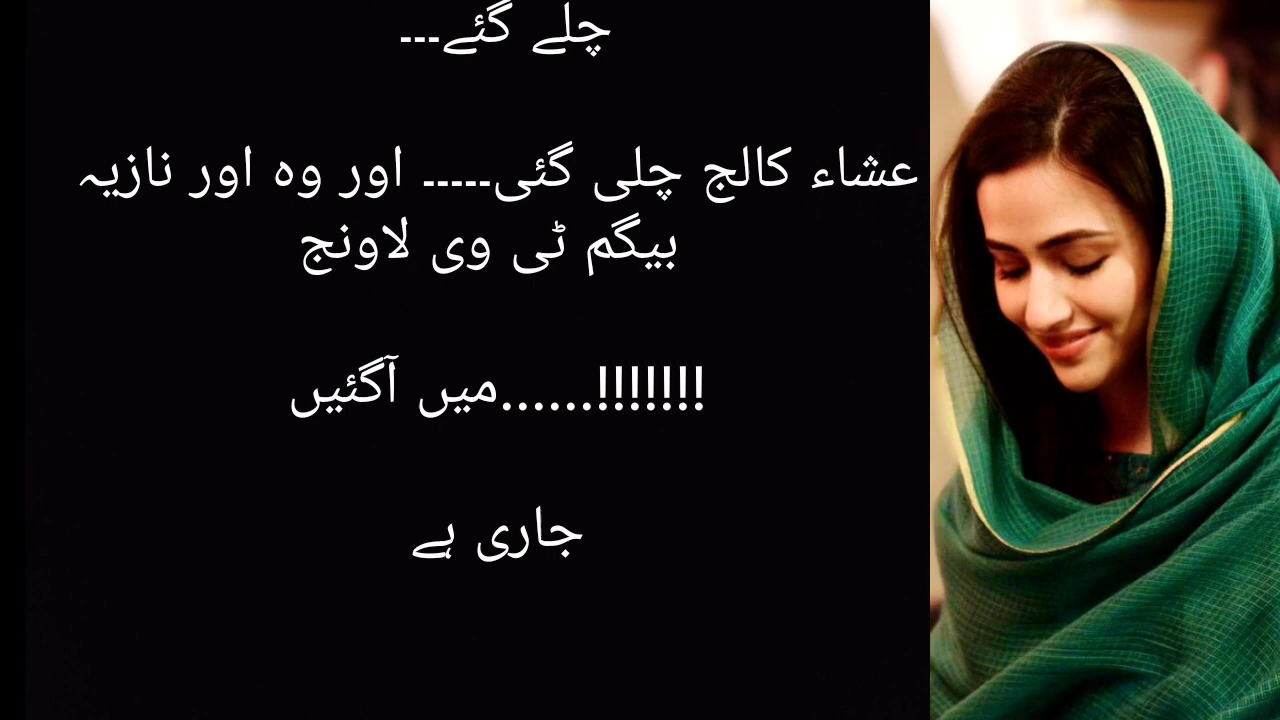 چلے گئے---
عشاء کالج چلی گئی----- اور وہ اور نازیہ
بیگم ٹی وی لاونج
میں آگئیں......!!!!!!!
جاری ہے